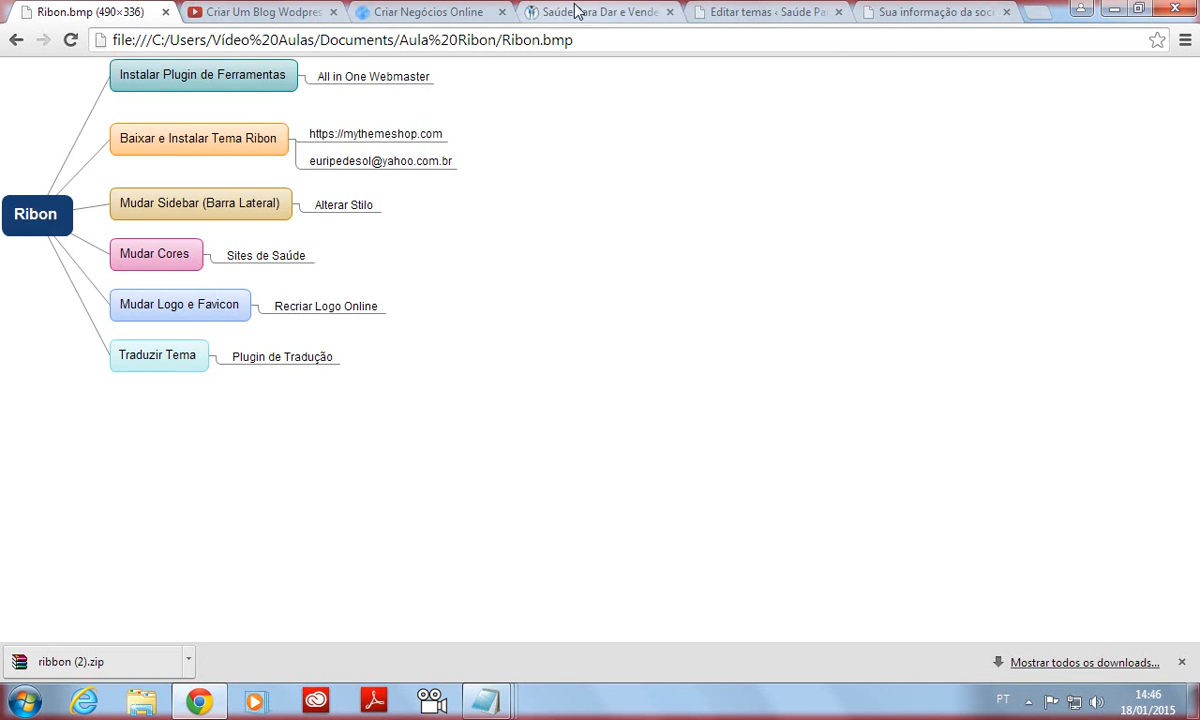 Ribon.bmp (490×336)
Criar Um Blog Wodpres
Criar Negócios Online
Saúde Para Dar e Vende
Editar temas ‹ Saúde Pa
Sua informação da soci
file:///C:/Users/Vídeo%20Aulas/Documents/Aula%20Ribon/Ribon.bmp
Instalar Plugin de Ferramentas
All in One Webmaster
Baixar e Instalar Tema Ribon
https://mythemeshop.com
euripedesol@yahoo.com.br
Mudar Sidebar (Barra Lateral)
Alterar Stilo
Ribon
Mudar Cores
Sites de Saúde
Mudar Logo e Favicon
Recriar Logo Online
Traduzir Tema
Plugin de Tradução
ribbon (2).zip
Mostrar todos os downloads...
PT
14:46
18/01/2015